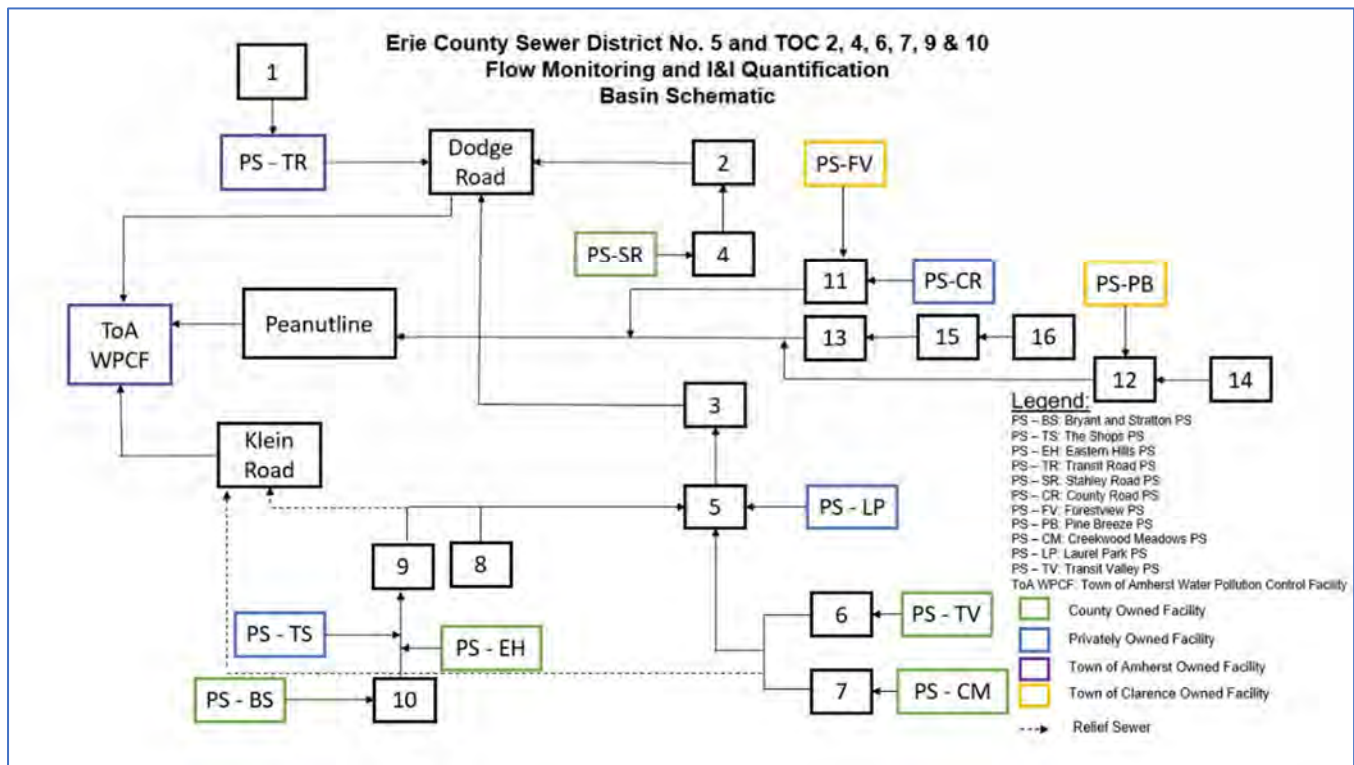 Erie County Sewer District No. 5 and TOC 2, 4, 6, 7, 9 & 10
Flow Monitoring and I&I Quantification
Basin Schematic
1
PS - TR
Dodge
Road
2
PS-FV
PS-SR
4
11
PS-CR
PS-PB
ToA
WPCF
Peanutline
13
15
16
12
14
3
Klein
Road
5
PS - LP
9
8
6
PS - TV
PS - TS
PS - EH
7
PS - CM
PS - BS
10
Legend:
PS – BS: Bryant and Stratton PS
PS – TS: The Shops PS
PS – EH: Eastern Hills PS
PS – TR: Transit Road PS
PS – SR: Stahley Road PS
PS – CR: County Road PS
PS – FV: Forestview PS
PS – PB: Pine Breeze PS
PS – CM: Creekwood Meadows PS
PS – LP: Laurel Park PS
PS – TV: Transit Valley PS
ToA WPCF: Town of Amherst Water Pollution Control Facility
County Owned Facility
Privately Owned Facility
Town of Amherst Owned Facility
Town of Clarence Owned Facility
Relief Sewer